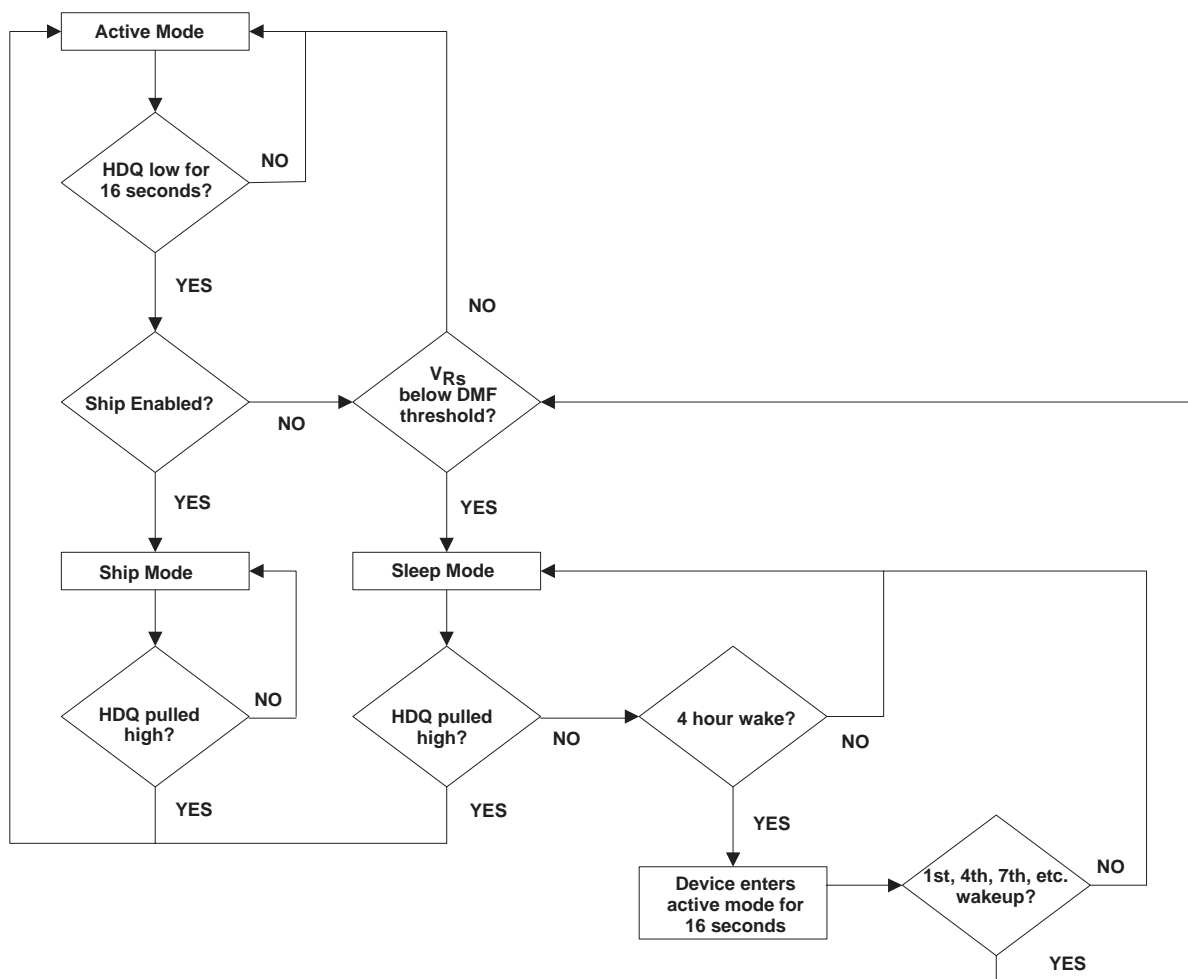 Active Mode
HDQ low for
16 seconds?
NO
YES
NO
Ship Enabled?
NO
VRs
below DMF
threshold?
YES
YES
Ship Mode
Sleep Mode
HDQ pulled
high?
NO
HDQ pulled
high?
NO
4 hour wake?
NO
YES
YES
YES
Device enters
active mode for
16 seconds
1st, 4th, 7th, etc.
wakeup?
NO
YES